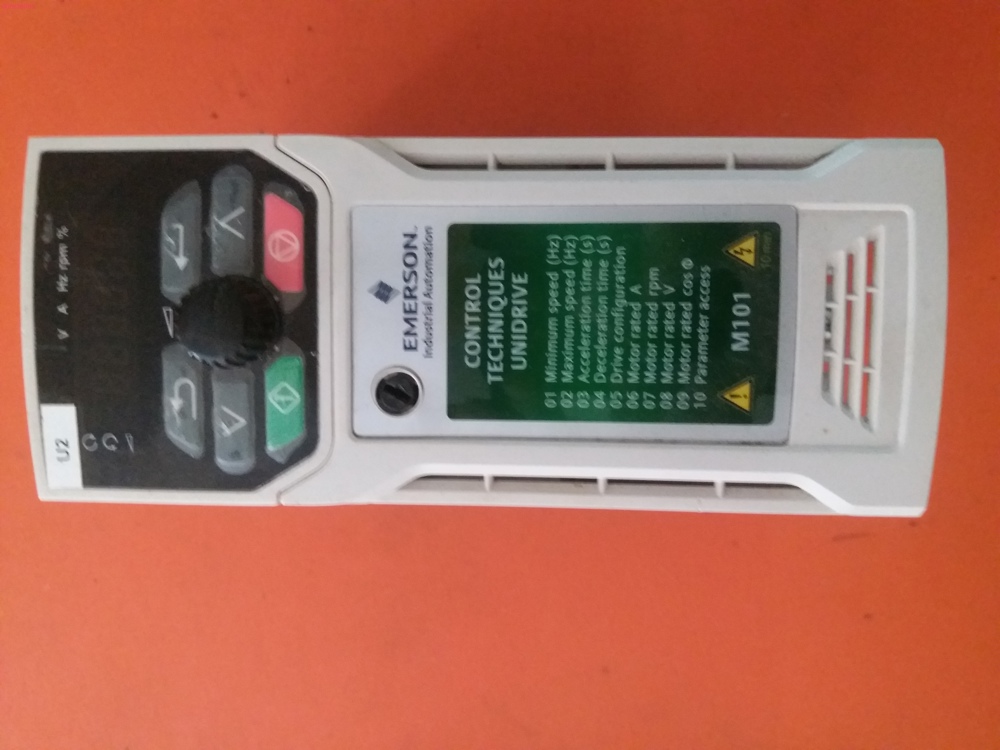 U2
V A Hz rpm %
EMERSON.
Industrial Automation
CONTROL
TECHNIQUES
UNIDRIVE
01 Minimum speed (Hz)
02 Maximum speed (Hz)
03 Acceleration time (s)
04 Deceleration time (s)
05 Drive configuration
06 Motor rated A
07 Motor rated rpm
08 Motor rated V
09 Motor rated cos Φ
10 Parameter access
M101
10 min